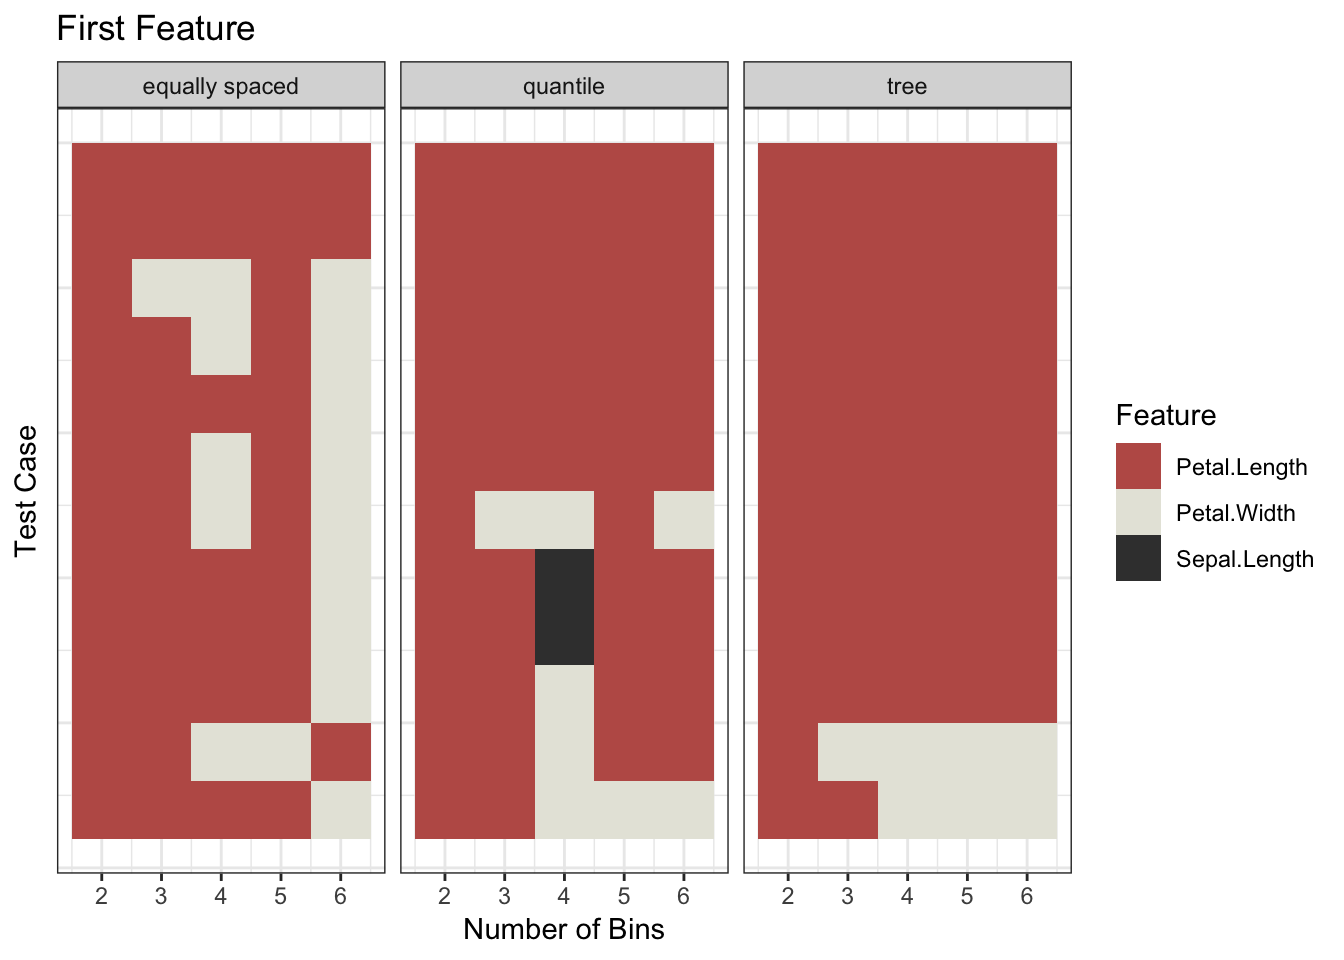 First Feature
equally spaced quantile tree
Test Case
Feature
Petal.Length
Petal.Width
Sepal.Length
2 3 4 5 6 2 3 4 5 6 2 3 4 5 6
Number of Bins